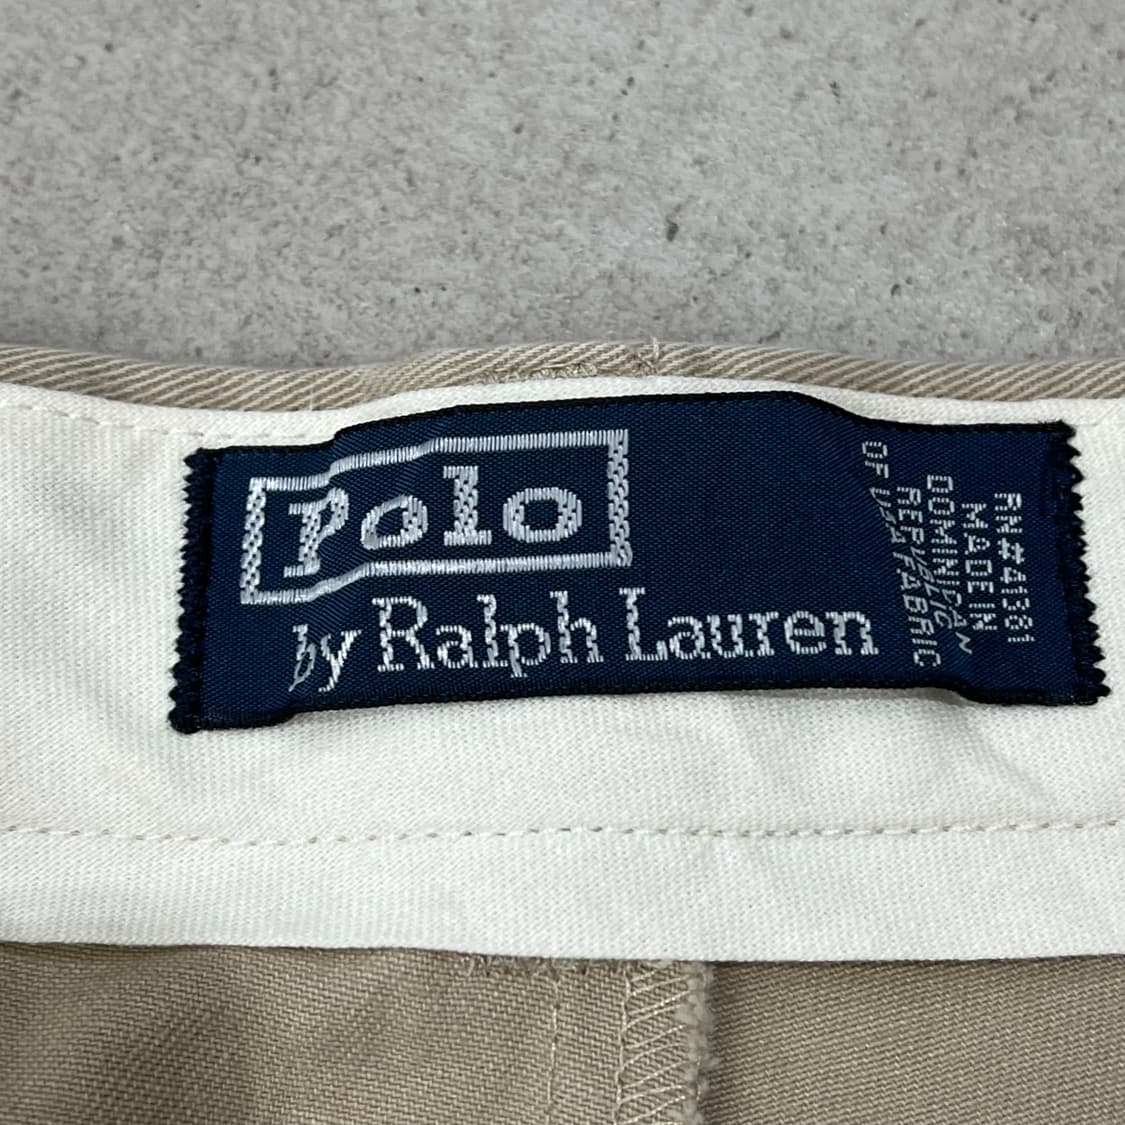 Polo
by Ralph Lauren
RN#41381
MADE IN
DOMINICAN
REPUBLIC
OF USA FABRIC